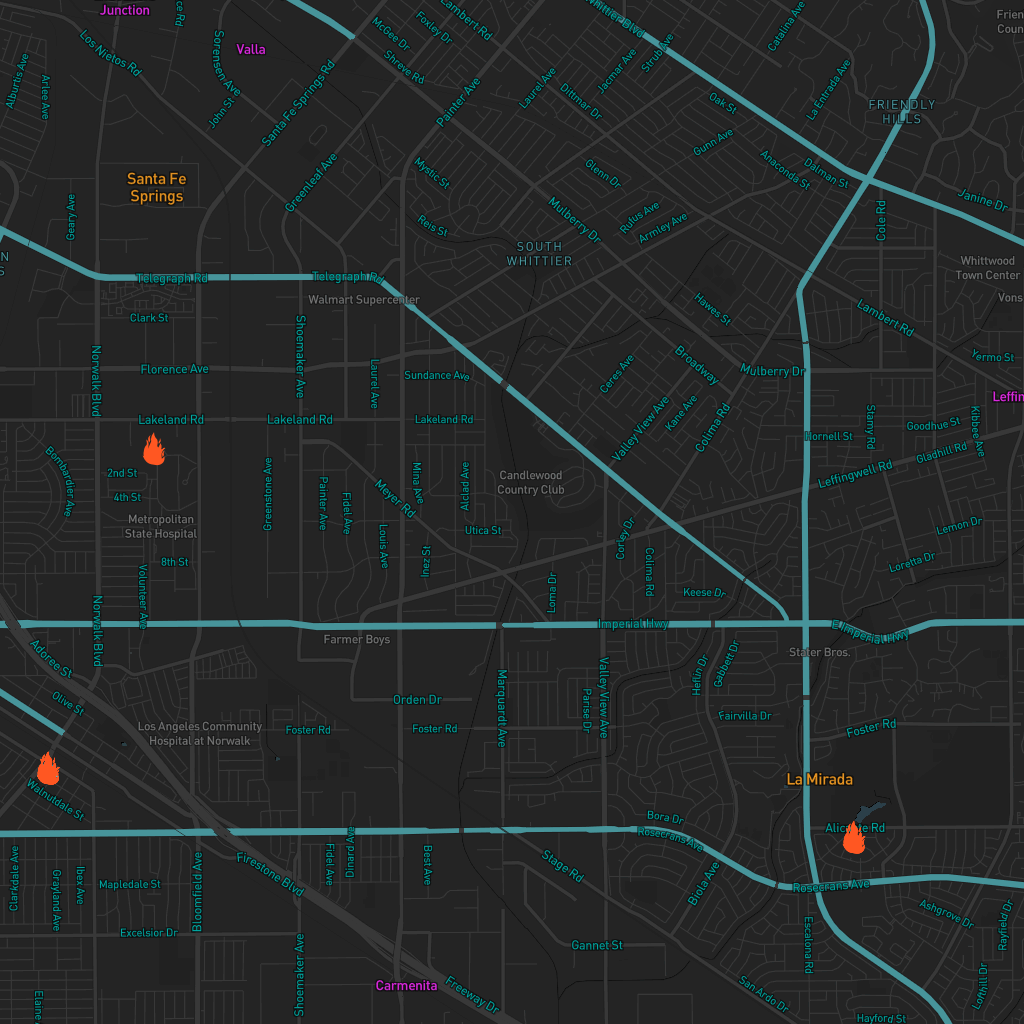 Junction
Valla
Los Nietos Rd
Sorensen Ave
John St
Santa Fe Springs Rd
McGee Dr
Foxley Dr
Lambert Rd
Shreve Rd
Painter Ave
Laurel Ave
Dittmar Dr
Jacmar Ave
Strub Ave
Whittier Blvd
Catalina Ave
La Entrada Ave
Oak St
Gunn Ave
Anaconda St
Dalman St
FRIENDLY
HILLS
Janine Dr
Cole Rd
Alburtis Ave
Arlee Ave
Santa Fe
Springs
Geary Ave
Greenleaf Ave
Mystic St
Reis St
Glenn Dr
Mulberry Dr
Rufus Ave
Armley Ave
SOUTH
WHITTIER
Whittwood
Town Center
Vons
Telegraph Rd
Telegraph Rd
Walmart Supercenter
Clark St
Hawes St
Lambert Rd
Yermo St
Norwalk Blvd
Shoemaker Ave
Florence Ave
Laurel Ave
Sundance Ave
Ceres Ave
Broadway
Mulberry Dr
Lakeland Rd
Lakeland Rd
Lakeland Rd
Valley View Ave
Kane Ave
Colima Rd
Hornell St
Stamy Rd
Goodhue St
Kibbee Ave
Gladhill Rd
Leffingwell Rd
Bombardier Ave
2nd St
4th St
Greenstone Ave
Painter Ave
Fidel Ave
Meyer Rd
Mina Ave
Alclad Ave
Candlewood
Country Club
Metropolitan
State Hospital
Louis Ave
Utica St
Inez St
Corley Dr
Colima Rd
Lemon Dr
Loretta Dr
8th St
Volunteer Ave
Norwalk Blvd
Loma Dr
Keese Dr
Imperial Hwy
E Imperial Hwy
Farmer Boys
Stater Bros.
Adoree St
Olive St
Orden Dr
Marquardt Ave
Valley View Ave
Parise Dr
Helun Dr
Gabbett Dr
Fairvilla Dr
Foster Rd
Los Angeles Community
Hospital at Norwalk
Foster Rd
Foster Rd
La Mirada
Walnutdale St
Bora Dr
Rosecrans Ave
Clarkdale Ave
Grayland Ave
Ibex Ave
Mapledale St
Bloomfield Ave
Firestone Blvd
Fidel Ave
Best Ave
Stage Rd
Biola Ave
Rosecrans Ave
Ashgrove Dr
Rayfield Dr
Excelsior Dr
Shoemaker Ave
Gannet St
Escalona Rd
Carmenita
Freeway Dr
San Ardo Dr
Lofthill Dr
Hayford St